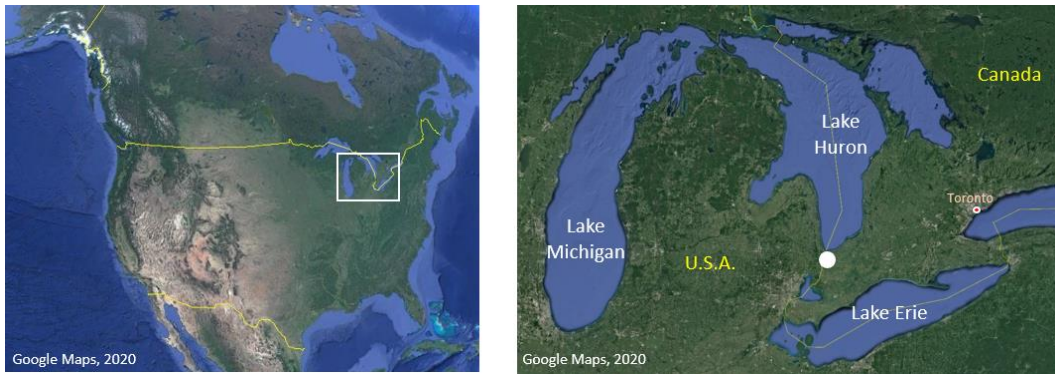 Google Maps, 2020
Canada
Lake
Huron
Toronto
Lake
Michigan
U.S.A.
Lake Erie
Google Maps, 2020